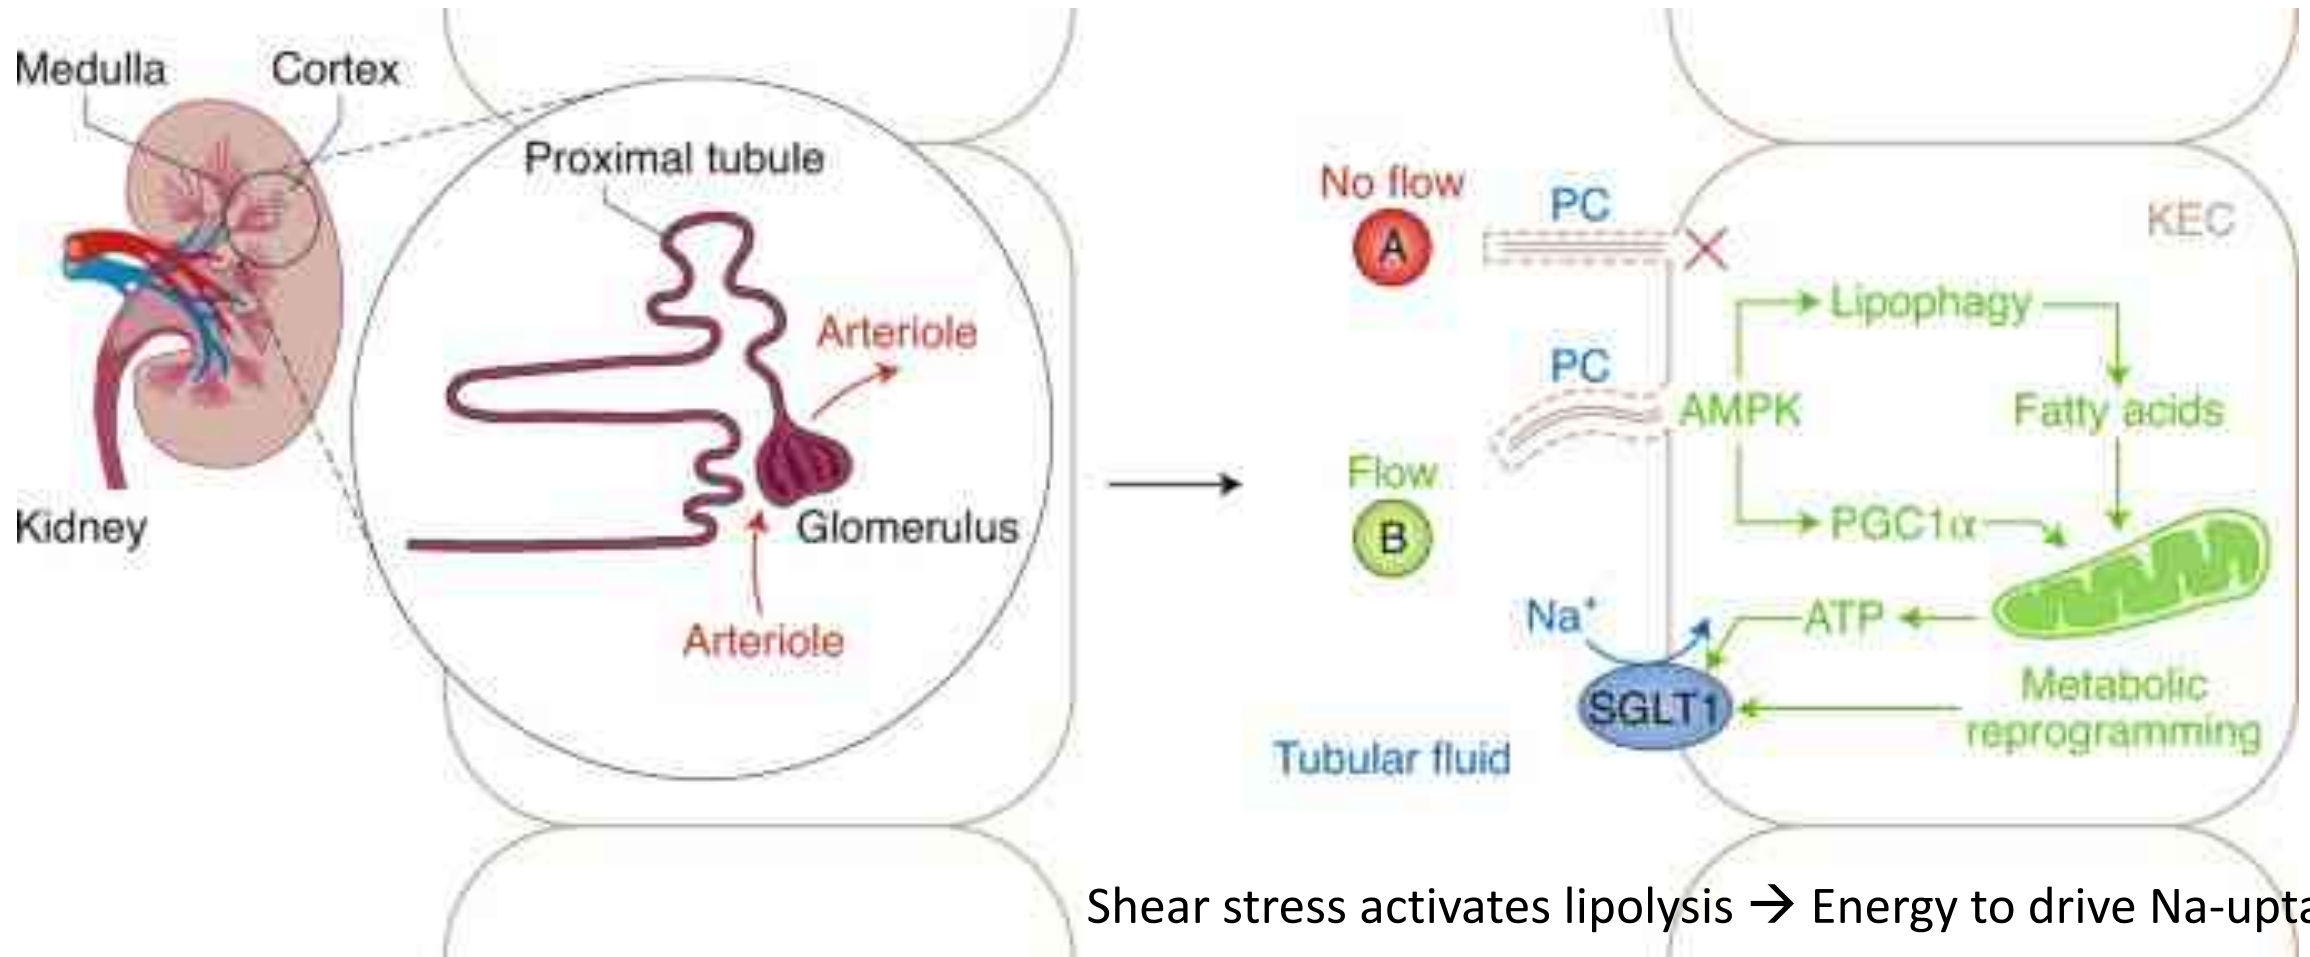 Medulla
Cortex
Kidney
Proximal tubule
Arteriole
Glomerulus
Arteriole
No flow
A
PC
KEC
Lipophagy
PC
AMPK
Fatty acids
Flow
B
PGC1α
Na+
ATP
SGLT1
Metabolic
reprogramming
Tubular fluid
Shear stress activates lipolysis → Energy to drive Na-upta